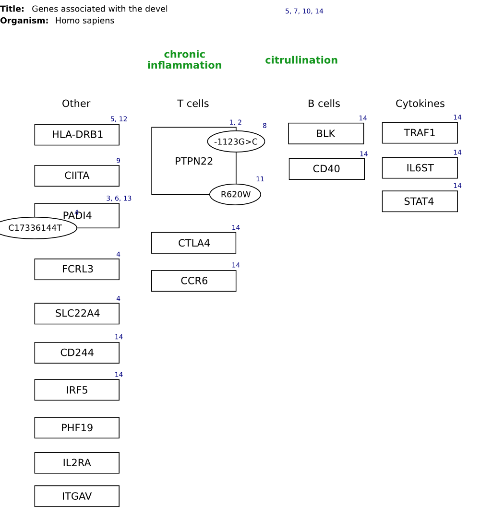 Title: Genes associated with the devel
Organism: Homo sapiens
5, 7, 10, 14
chronic
inflammation
citrullination
Other
T cells
B cells
Cytokines
5, 12
HLA-DRB1
9
CIITA
3, 6, 13
PADI4
C17336144T
4
FCRL3
4
SLC22A4
14
CD244
14
IRF5
PHF19
IL2RA
ITGAV
1, 2
8
-1123G>C
PTPN22
11
R620W
14
CTLA4
14
CCR6
14
BLK
14
CD40
14
TRAF1
14
IL6ST
14
STAT4